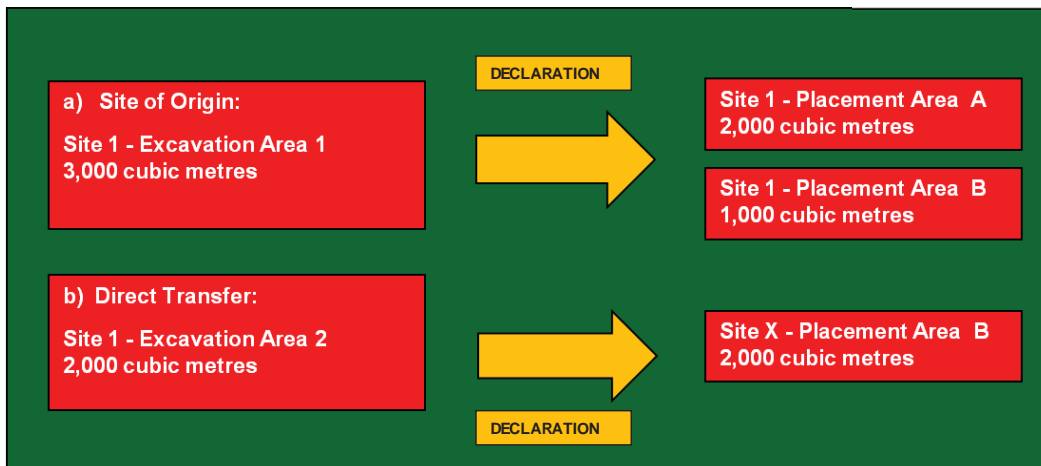 a) Site of Origin:
Site 1 - Excavation Area 1
3,000 cubic metres
DECLARATION
Site 1 - Placement Area A
2,000 cubic metres
Site 1 - Placement Area B
1,000 cubic metres
b) Direct Transfer:
Site 1 - Excavation Area 2
2,000 cubic metres
Site X - Placement Area B
2,000 cubic metres
DECLARATION